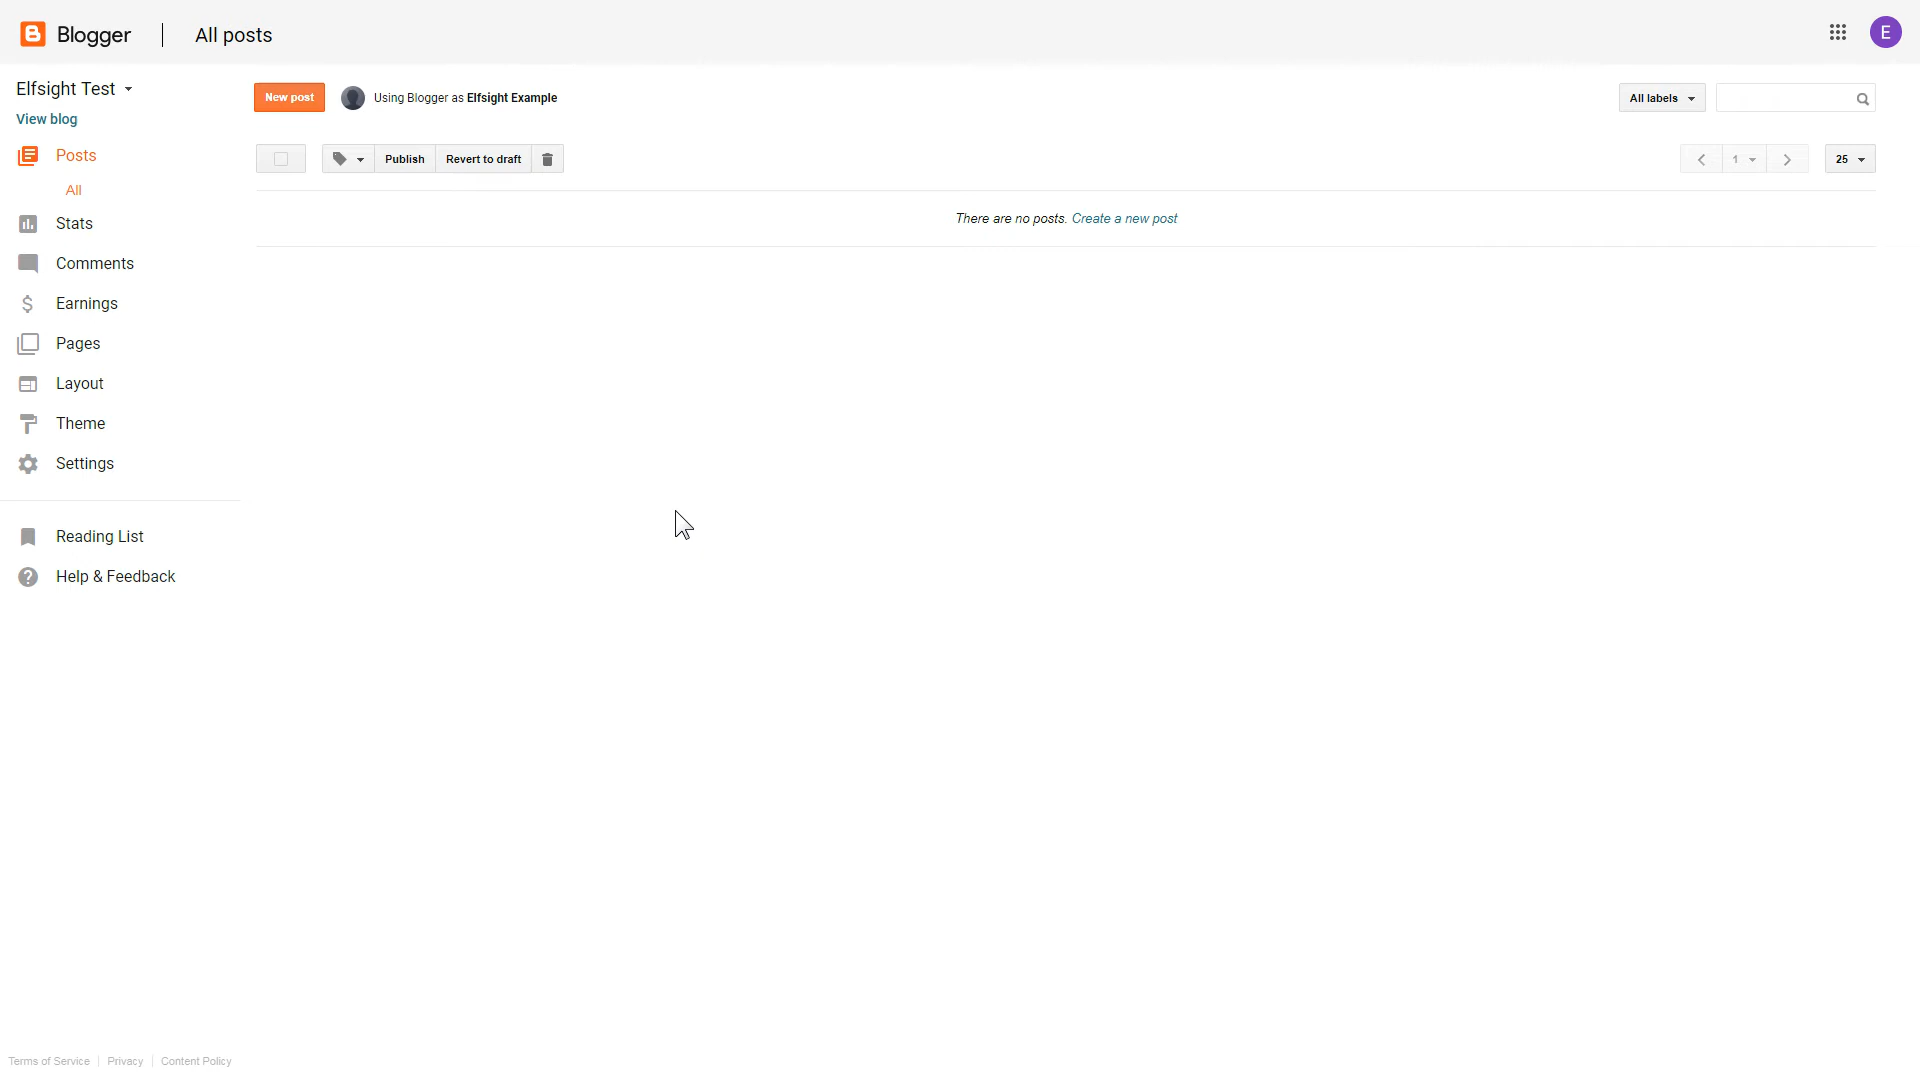 Blogger
All posts
E
Elfsight Test
View blog
New post
Using Blogger as Elfsight Example
All labels
Posts
All
Publish
Revert to draft
1
25
There are no posts. Create a new post
Stats
Comments
Earnings
Pages
Layout
Theme
Settings
Reading List
Help & Feedback
Terms of Service
Privacy
Content Policy